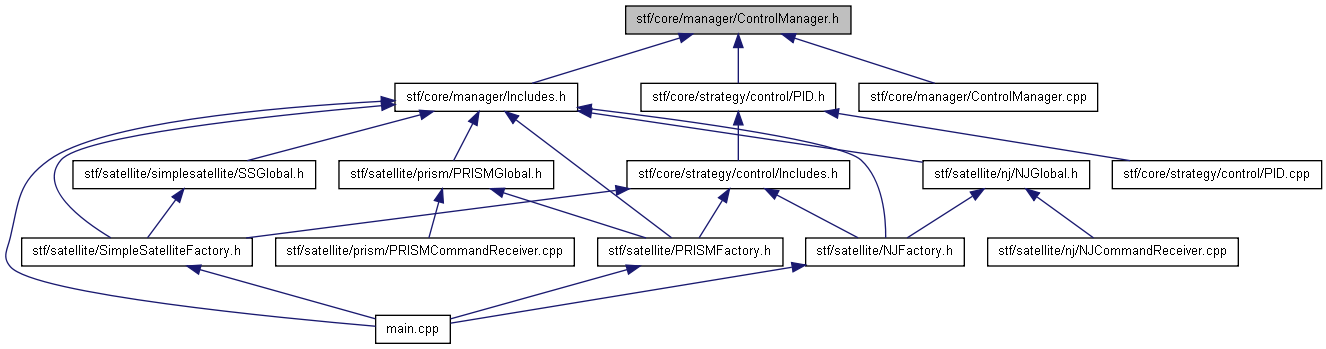 stf/core/manager/ControlManager.h
stf/core/manager/Includes.h
stf/core/strategy/control/PID.h
stf/core/manager/ControlManager.cpp
stf/satellite/simplesatellite/SSGlobal.h
stf/satellite/prism/PRISMGlobal.h
stf/core/strategy/control/Includes.h
stf/satellite/nj/NJGlobal.h
stf/core/strategy/control/PID.cpp
stf/satellite/SimpleSatelliteFactory.h
stf/satellite/prism/PRISMCommandReceiver.cpp
stf/satellite/PRISMFactory.h
stf/satellite/NJFactory.h
stf/satellite/nj/NJCommandReceiver.cpp
main.cpp